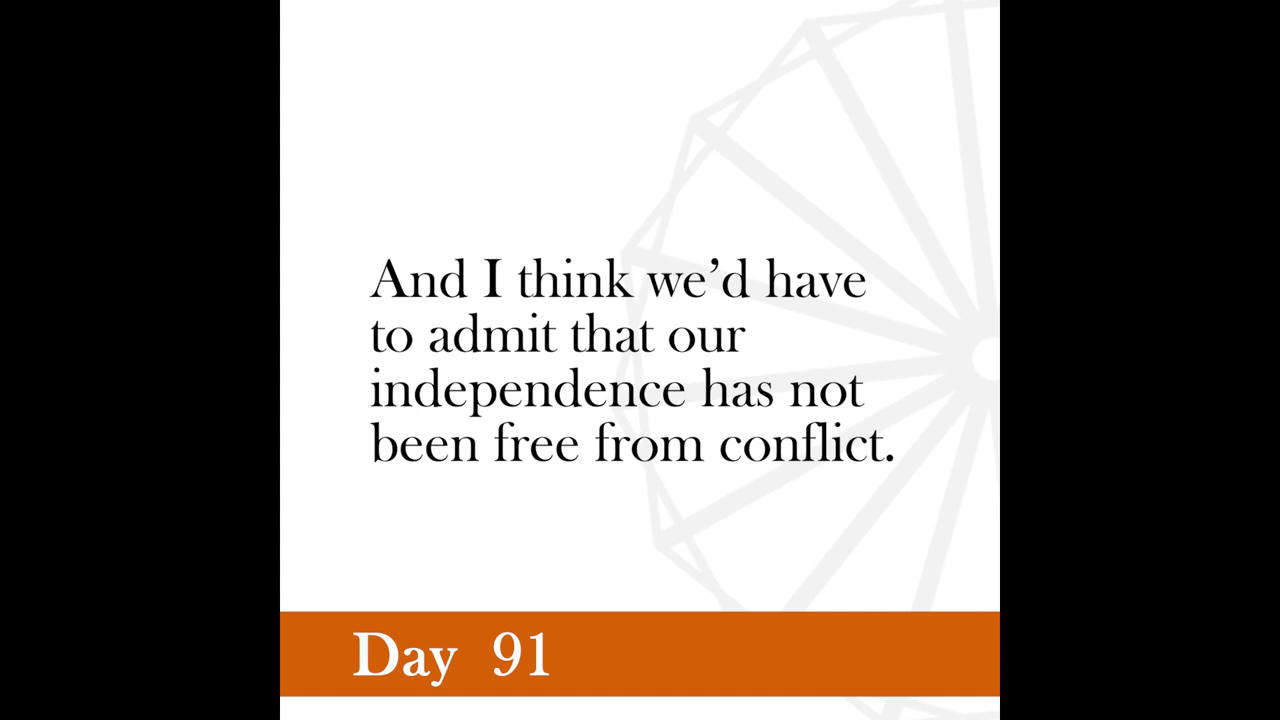 And I think we’d have
to admit that our
independence has not
been free from conflict.
Day 91